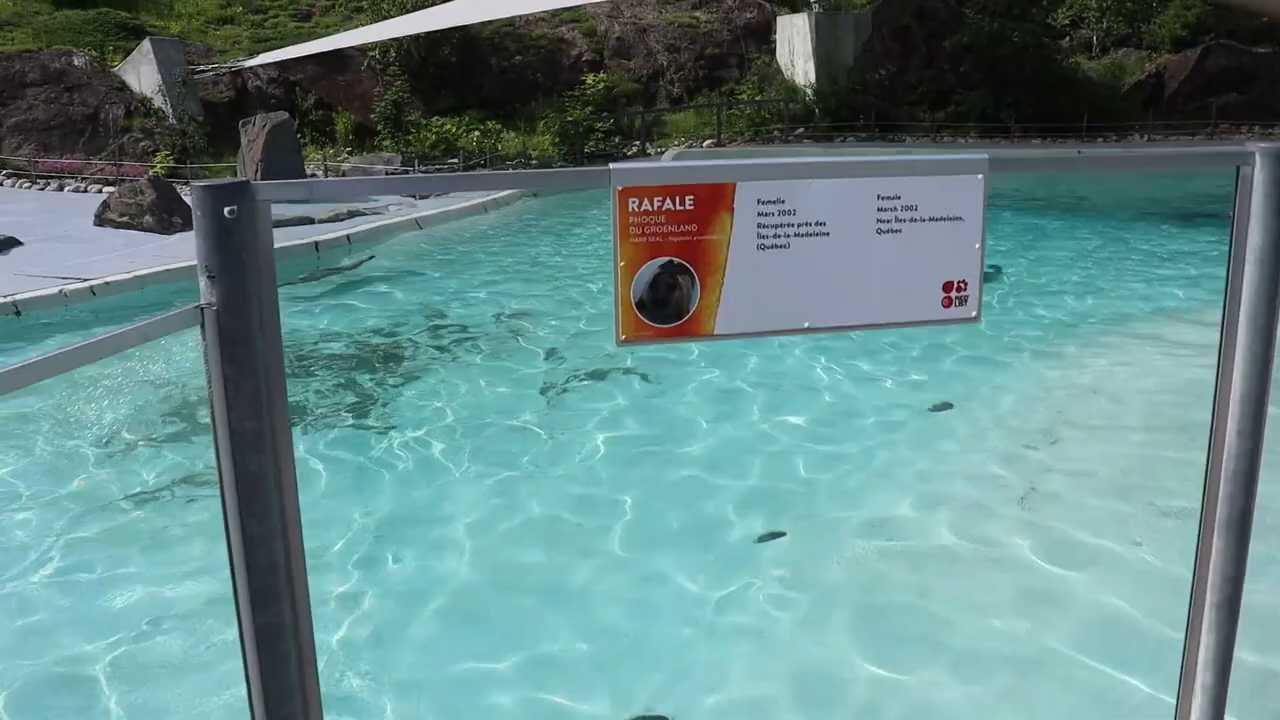 RAFALE
PHOQUE
DU GROENLAND
HARP SEAL -
Femelle
Mars 2002
Récupérée près des
Îles-de-la-Madeleine
(Québec)
Female
March 2002
Near Îles-de-la-Madeleine,
Québec